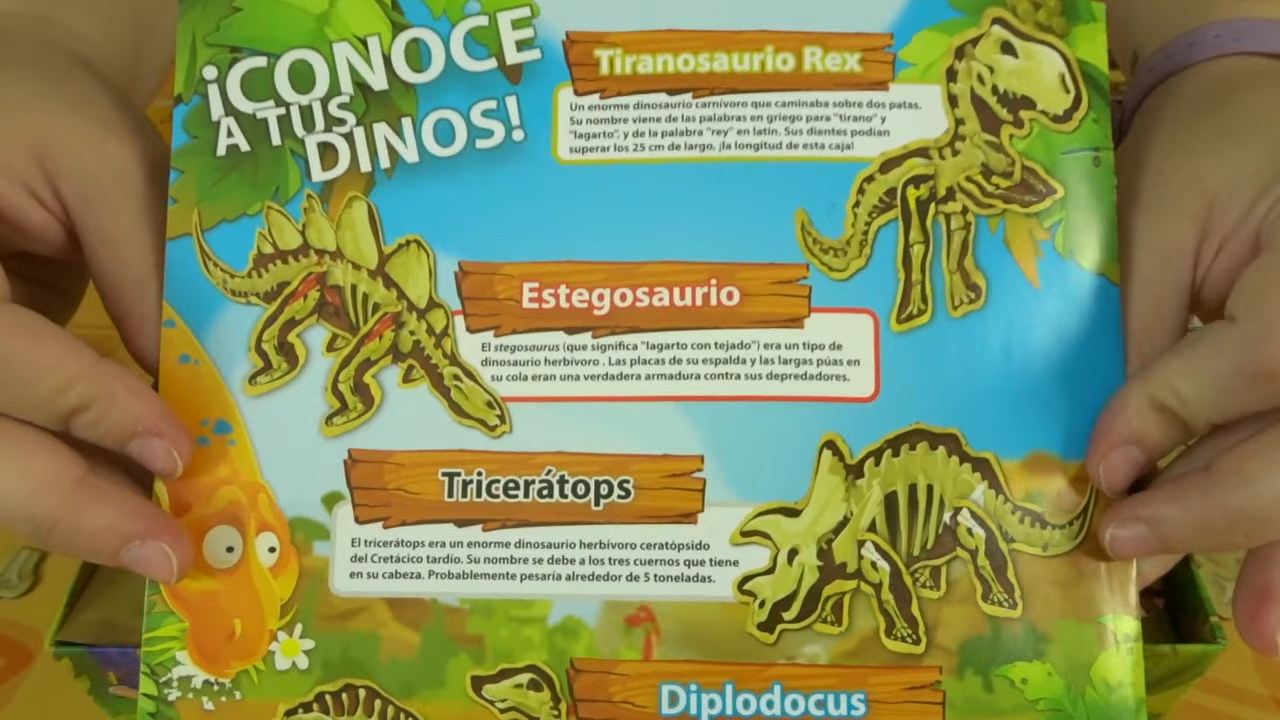 ¡CONOCE
A TUS
DINOS!
Tiranosaurio Rex
Un enorme dinosaurio carnívoro que caminaba sobre dos patas.
Su nombre viene de las palabras en griego para "tirano" y
"lagarto", y de la palabra "rey" en latín. Sus dientes podían
superar los 25 cm de largo, ¡la longitud de esta caja!
Estegosaurio
El stegosaurus (que significa "lagarto con tejado") era un tipo de
dinosaurio herbívoro . Las placas de su espalda y las largas púas en
su cola eran una verdadera armadura contra sus depredadores.
Tricerátops
El tricerátops era un enorme dinosaurio herbívoro ceratópsido
del Cretácico tardío. Su nombre se debe a los tres cuernos que tiene
en su cabeza. Probablemente pesaría alrededor de 5 toneladas.
Diplodocus